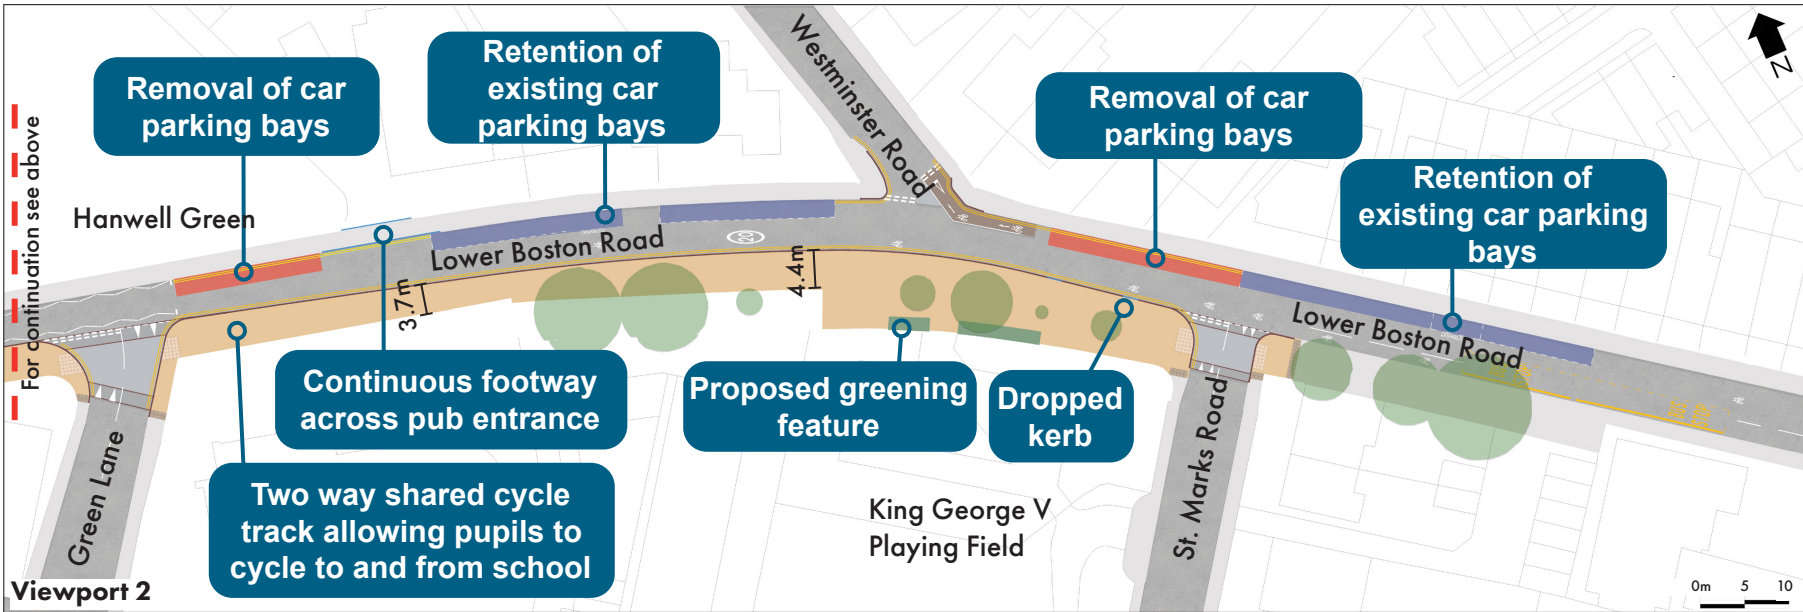 Removal of car
parking bays
Retention of
existing car
parking bays
Westminster Road
Removal of car
parking bays
Retention of
existing car parking
bays
N
For continuation see above
Hanwell Green
Lower Boston Road
20
3.7m
4.4m
Lower Boston Road
Continuous footway
across pub entrance
Proposed greening
feature
Dropped
kerb
Two way shared cycle
track allowing pupils to
cycle to and from school
Green Lane
King George V
Playing Field
St. Marks Road
Viewport 2
0m 5 10